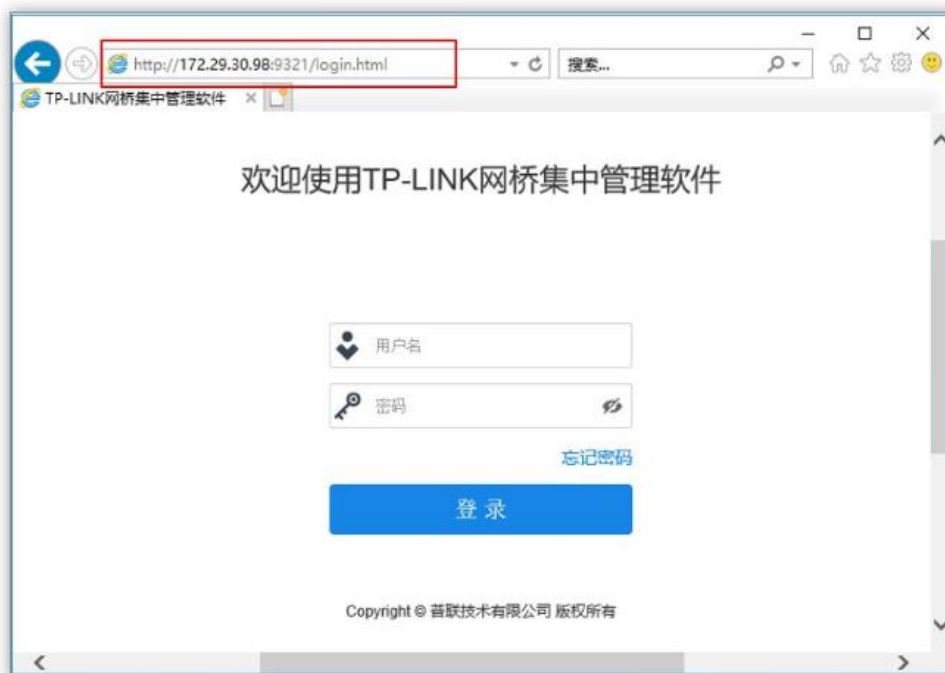 http://172.29.30.98:9321/login.html
搜索...
TP-LINK网桥集中管理软件
欢迎使用TP-LINK网桥集中管理软件
用户名
密码
忘记密码
登录
Copyright © 普联技术有限公司 版权所有